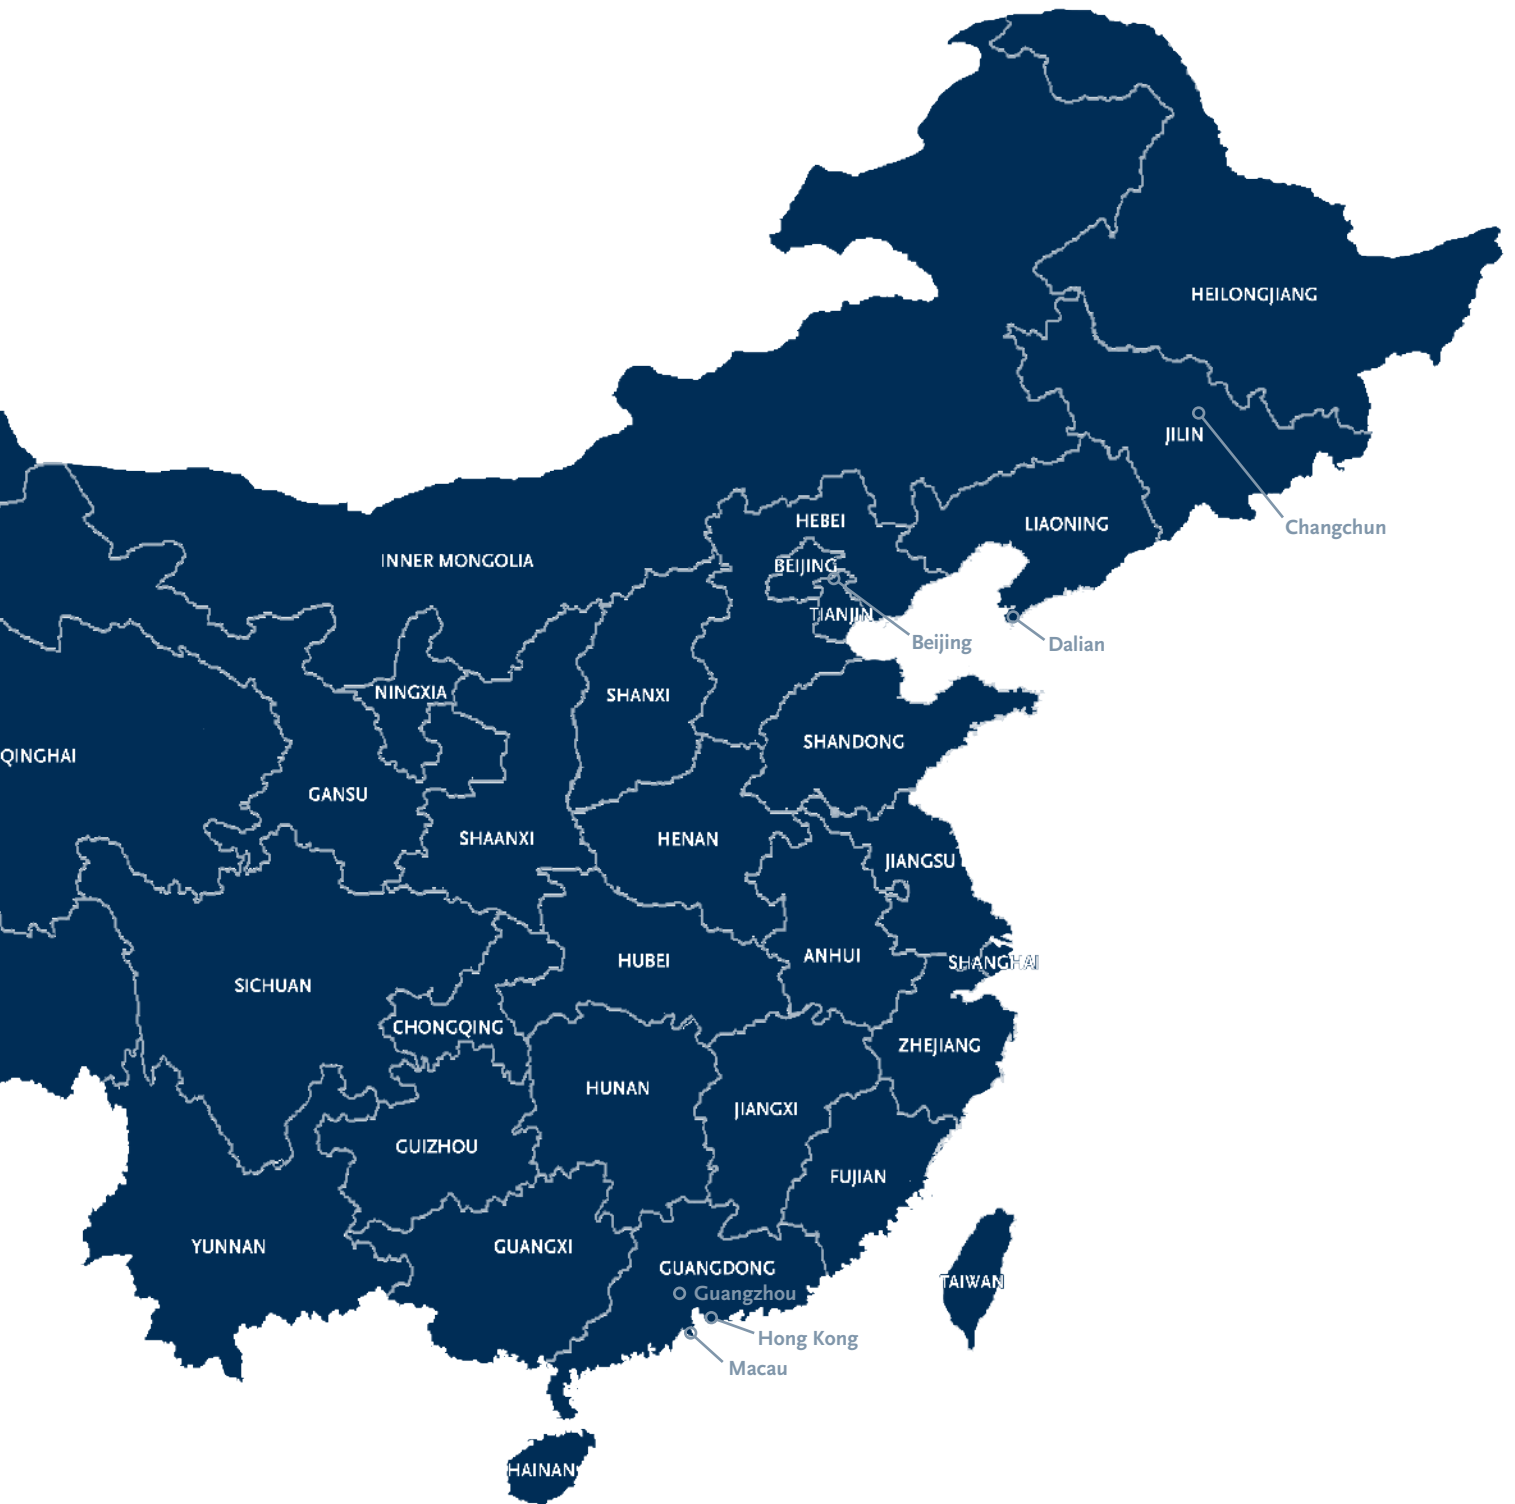 HEILONGJIANG
JILIN
Changchun
HEBEI
LIAONING
INNER MONGOLIA
BEIJING
TIANJIN
Beijing
Dalian
NINGXIA
SHANXI
SHANDONG
QINGHAI
GANSU
SHAANXI
HENAN
JIANGSU
HUBEI
ANHUI
SHANGHAI
SICHUAN
CHONGQING
ZHEJIANG
HUNAN
JIANGXI
GUIZHOU
FUJIAN
YUNNAN
GUANGXI
GUANGDONG
TAIWAN
Guangzhou
Hong Kong
Macau
HAINAN